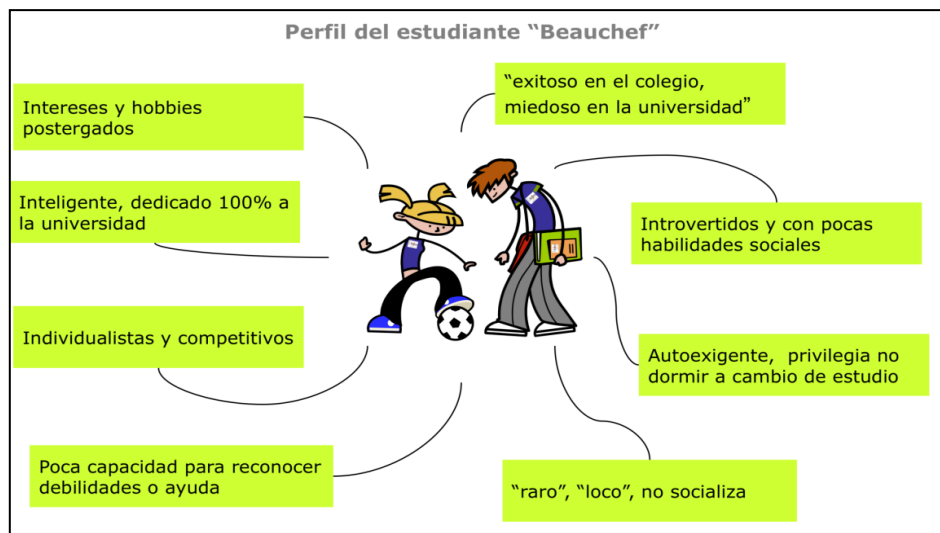 Perfil del estudiante “Beauchef”
Intereses y hobbies
postergados
“exitoso en el colegio,
miedoso en la universidad”
Inteligente, dedicado 100% a
la universidad
Introvertidos y con pocas
habilidades sociales
Individualistas y competitivos
Autoexigente,  privilegia no
dormir a cambio de estudio
Poca capacidad para reconocer
debilidades o ayuda
“raro”, “loco”, no socializa